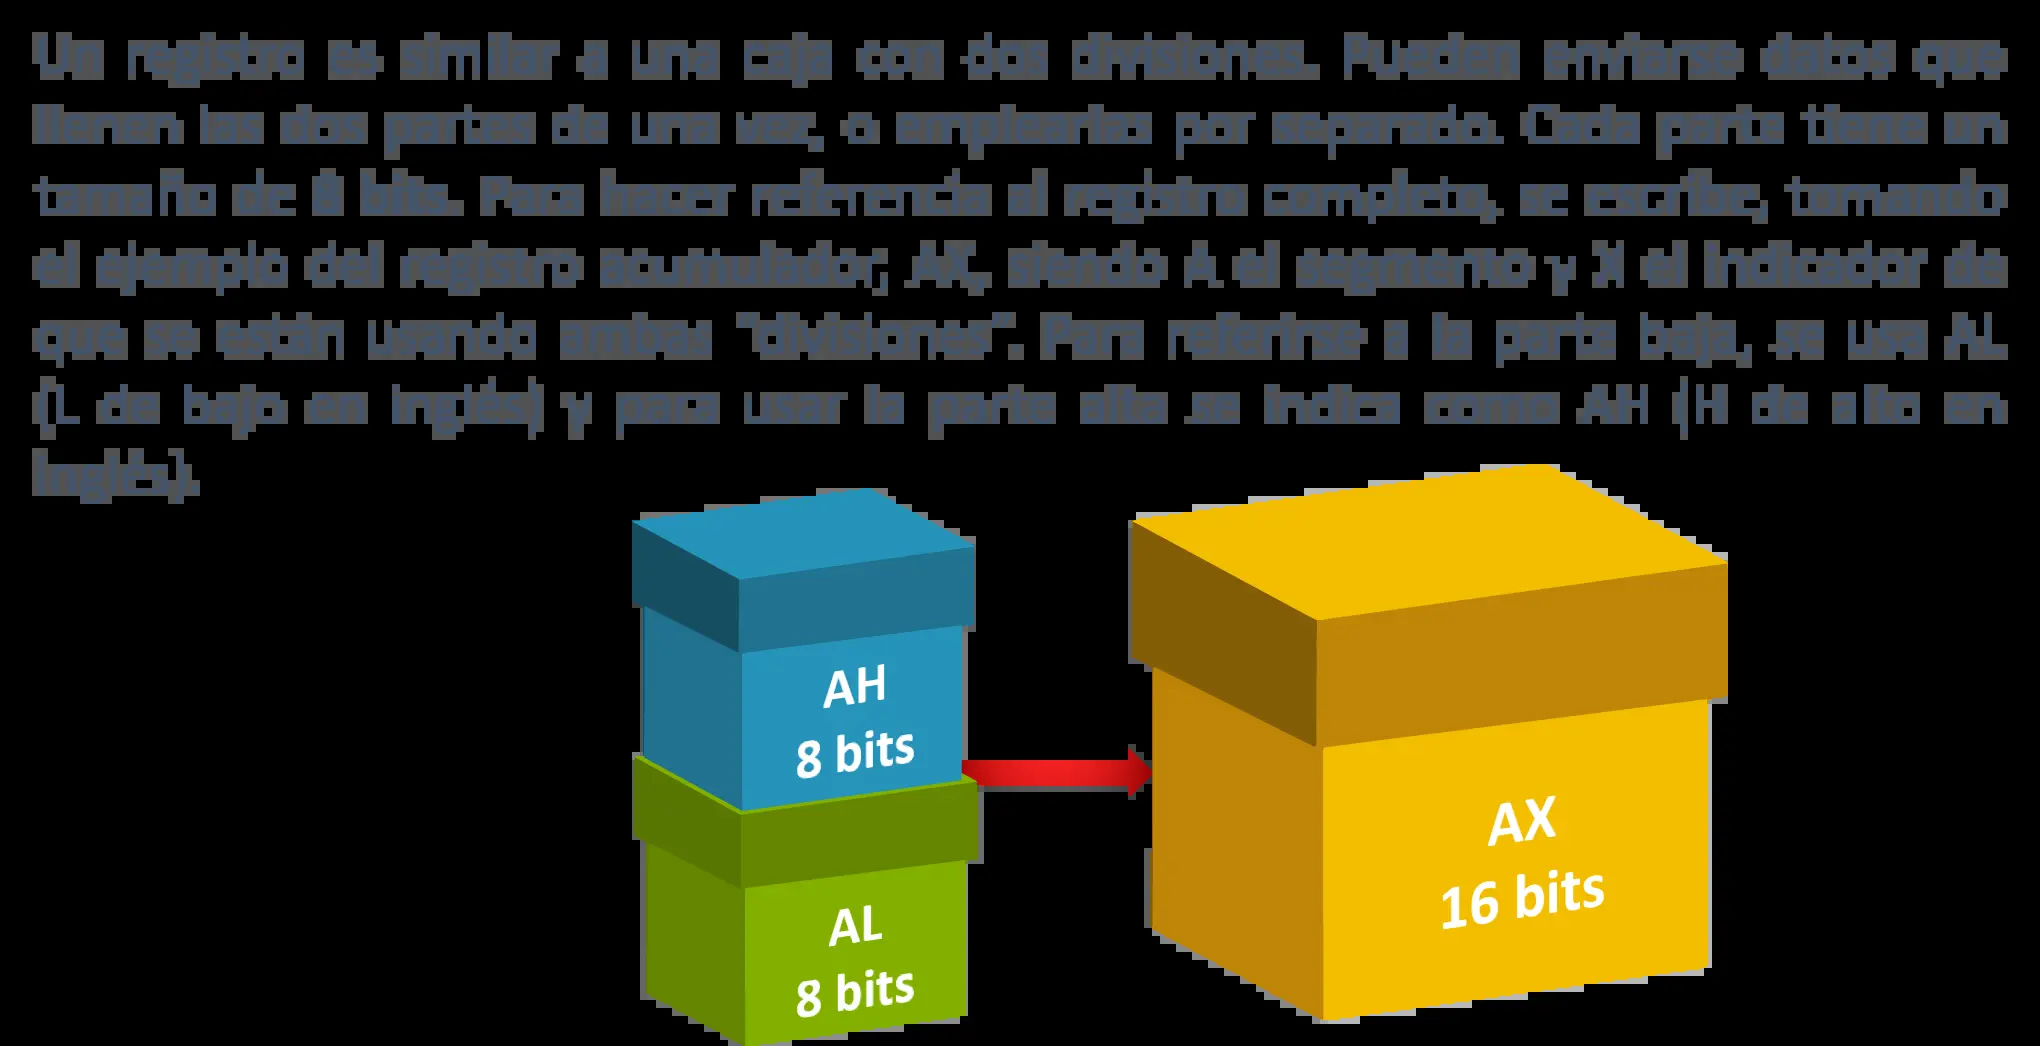 Un registro es similar a una caja con dos divisiones. Pueden enviarse datos que
llenen las dos partes de una vez, o emplearlas por separado. Cada parte tiene un
tamaño de 8 bits. Para hacer referencia al registro completo, se escribe, tomando
el ejemplo del registro acumulador, AX, siendo A el segmento y X el indicador de
que se están usando ambas "divisiones". Para referirse a la parte baja, se usa AL
(L de bajo en inglés) y para usar la parte alta se indica como AH (H de alto en
inglés).
AH
8 bits
AL
8 bits
AX
16 bits